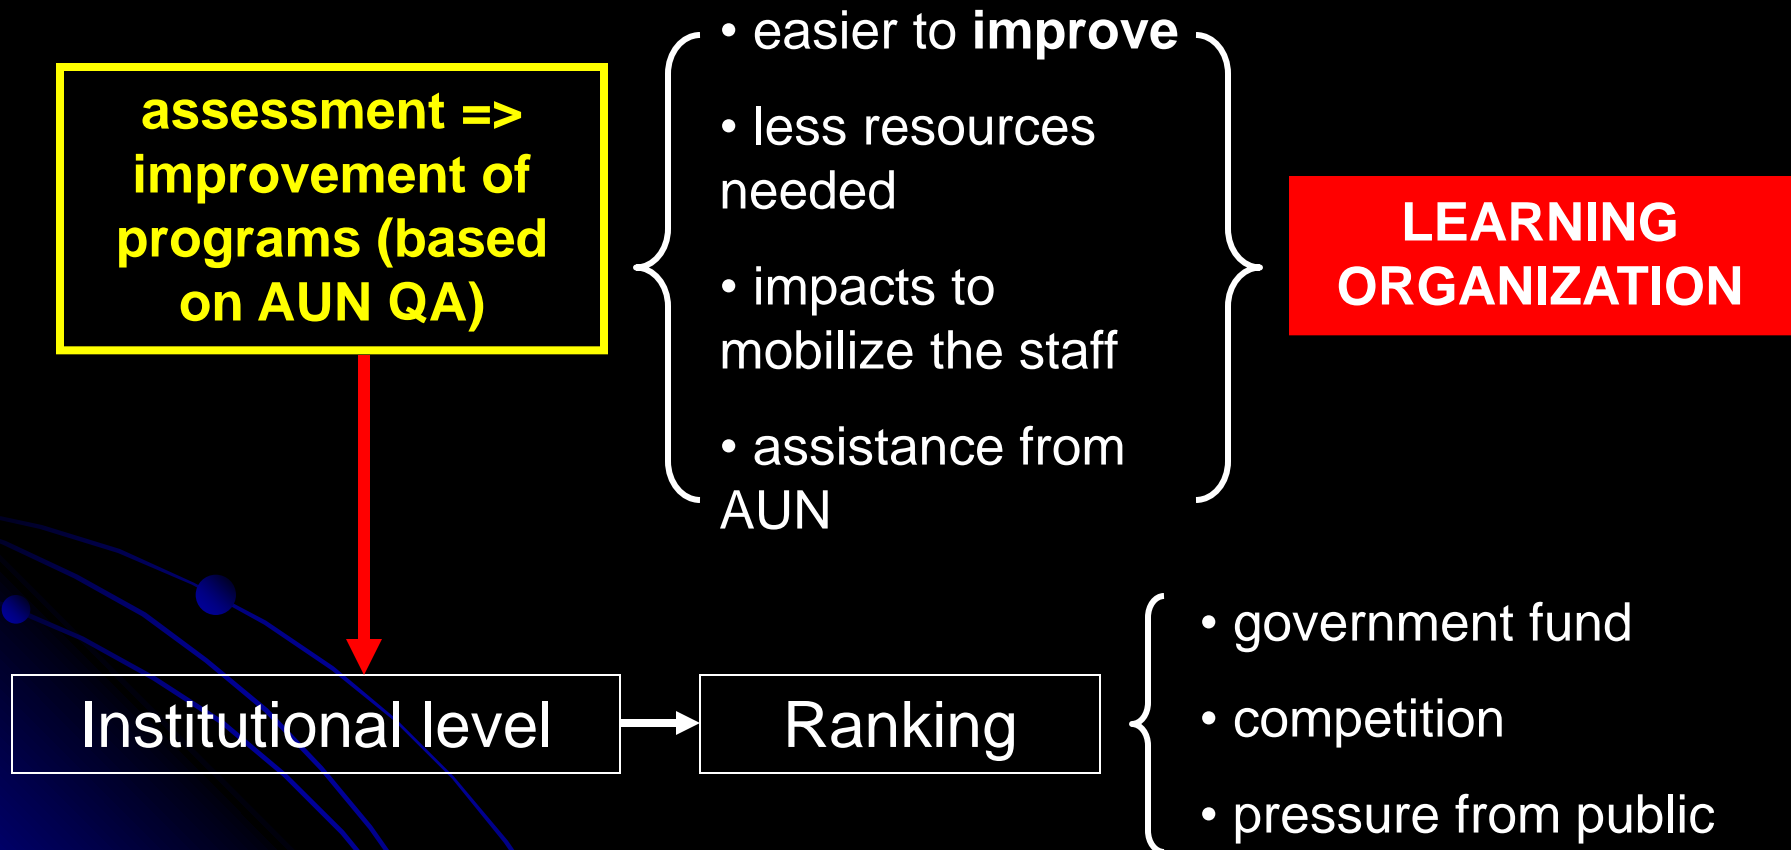 assessment =>
improvement of
programs (based
on AUN QA)
• easier to improve
• less resources
needed
• impacts to
mobilize the staff
• assistance from
AUN
LEARNING
ORGANIZATION
Institutional level
Ranking
• government fund
• competition
• pressure from public